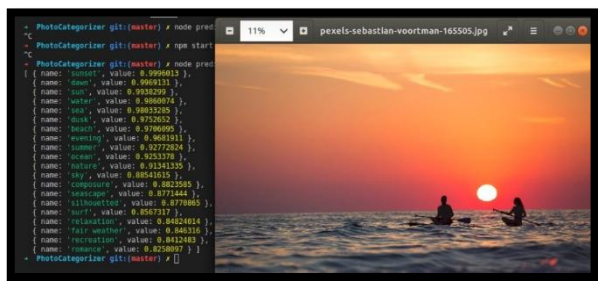 PhotoCategorizer git:(master) ✗ node pred
^C
PhotoCategorizer git:(master) ✗ npm start
^C
PhotoCategorizer git:(master) ✗ node pred
[ { name: 'sunset', value: 0.9996013 },
{ name: 'dawn', value: 0.9969131 },
{ name: 'sun', value: 0.9930299 },
{ name: 'water', value: 0.9860074 },
{ name: 'sea', value: 0.98033285 },
{ name: 'dusk', value: 0.9752652 },
{ name: 'beach', value: 0.9706095 },
{ name: 'evening', value: 0.9681911 },
{ name: 'summer', value: 0.92772824 },
{ name: 'ocean', value: 0.9253378 },
{ name: 'nature', value: 0.91341335 },
{ name: 'sky', value: 0.88541615 },
{ name: 'composure', value: 0.8823585 },
{ name: 'seascape', value: 0.8771444 },
{ name: 'silhouetted', value: 0.8770865 },
{ name: 'surf', value: 0.8567317 },
{ name: 'relaxation', value: 0.84824014 },
{ name: 'fair weather', value: 0.846316 },
{ name: 'recreation', value: 0.8412483 },
{ name: 'romance', value: 0.8258097 } ]
PhotoCategorizer git:(master) ✗
11%
pexels-sebastian-voortman-165505.jpg